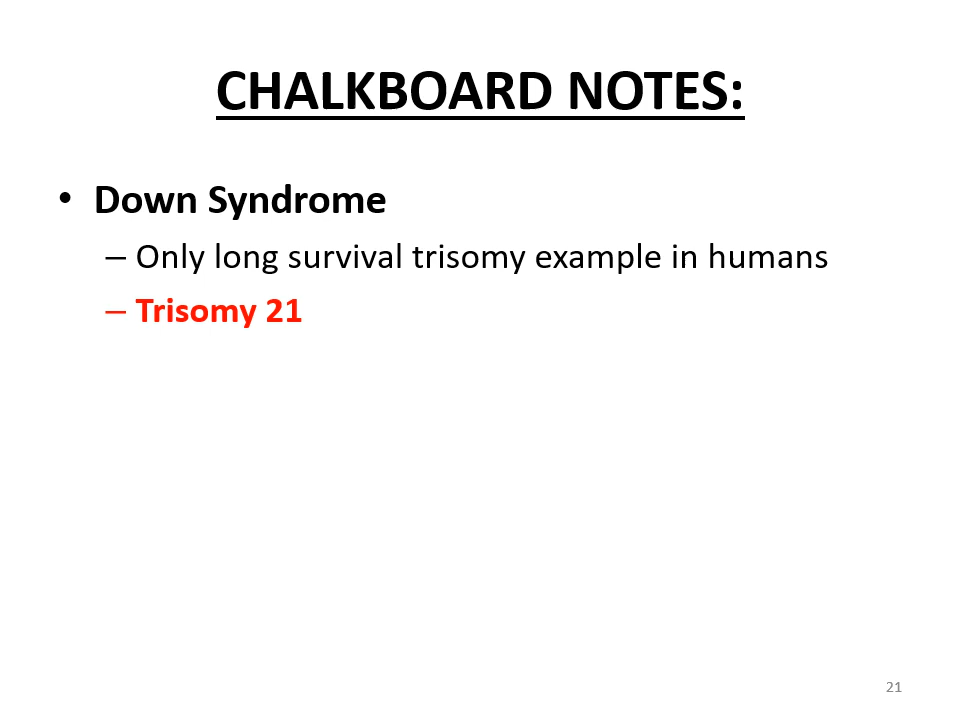 CHALKBOARD NOTES:
• Down Syndrome
– Only long survival trisomy example in humans
– Trisomy 21
21